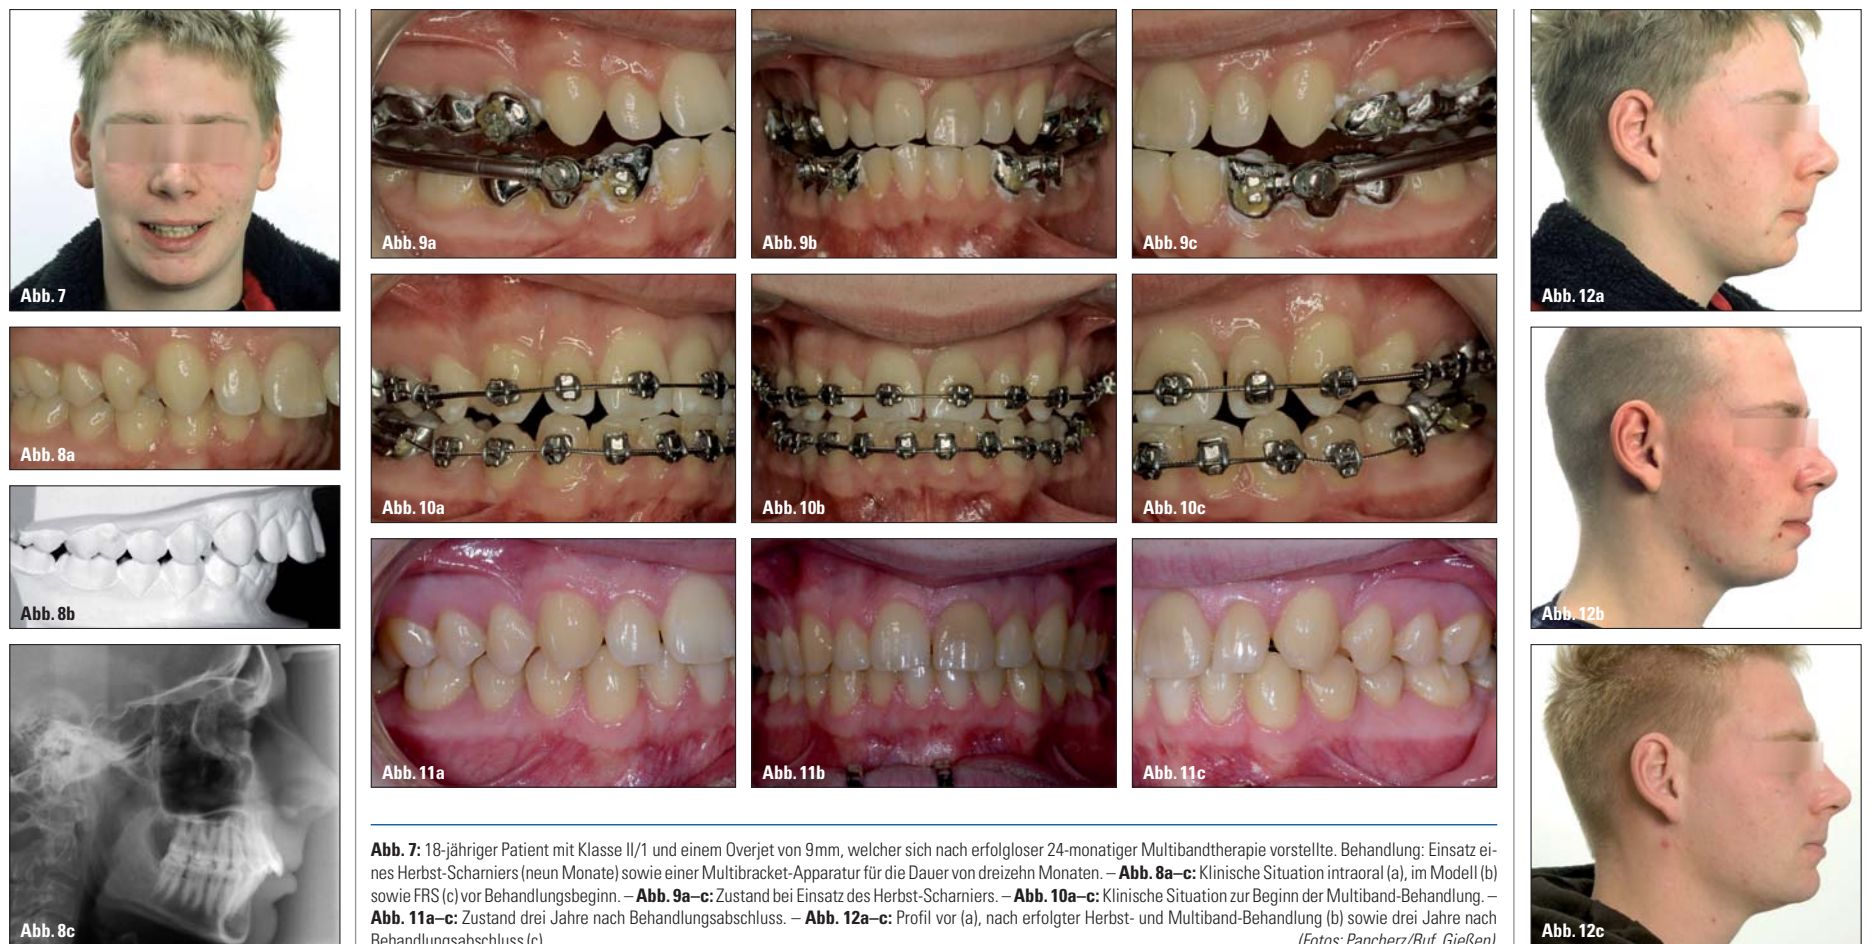 Abb. 7
Abb. 8a
Abb. 8b
Abb. 8c
Abb. 9a
Abb. 9b
Abb. 9c
Abb. 10a
Abb. 10b
Abb. 10c
Abb. 11a
Abb. 11b
Abb. 11c
Abb. 7: 18-jähriger Patient mit Klasse II/1 und einem Overjet von 9 mm, welcher sich nach erfolgloser 24-monatiger Multibandtherapie vorstellte. Behandlung: Einsatz ei-
nes Herbst-Scharniers (neun Monate) sowie einer Multibracket-Apparatur für die Dauer von dreizehn Monaten. – Abb. 8a–c: Klinische Situation intraoral (a), im Modell (b)
sowie FRS (c) vor Behandlungsbeginn. – Abb. 9a–c: Zustand bei Einsatz des Herbst-Scharniers. – Abb. 10a–c: Klinische Situation zur Beginn der Multiband-Behandlung. –
Abb. 11a–c: Zustand drei Jahre nach Behandlungsabschluss. – Abb. 12a–c: Profil vor (a), nach erfolgter Herbst- und Multiband-Behandlung (b) sowie drei Jahre nach
Behandlungsabschluss (c). (Fotos: Pancherz/Ruf, Gießen)
Abb. 12a
Abb. 12b
Abb. 12c